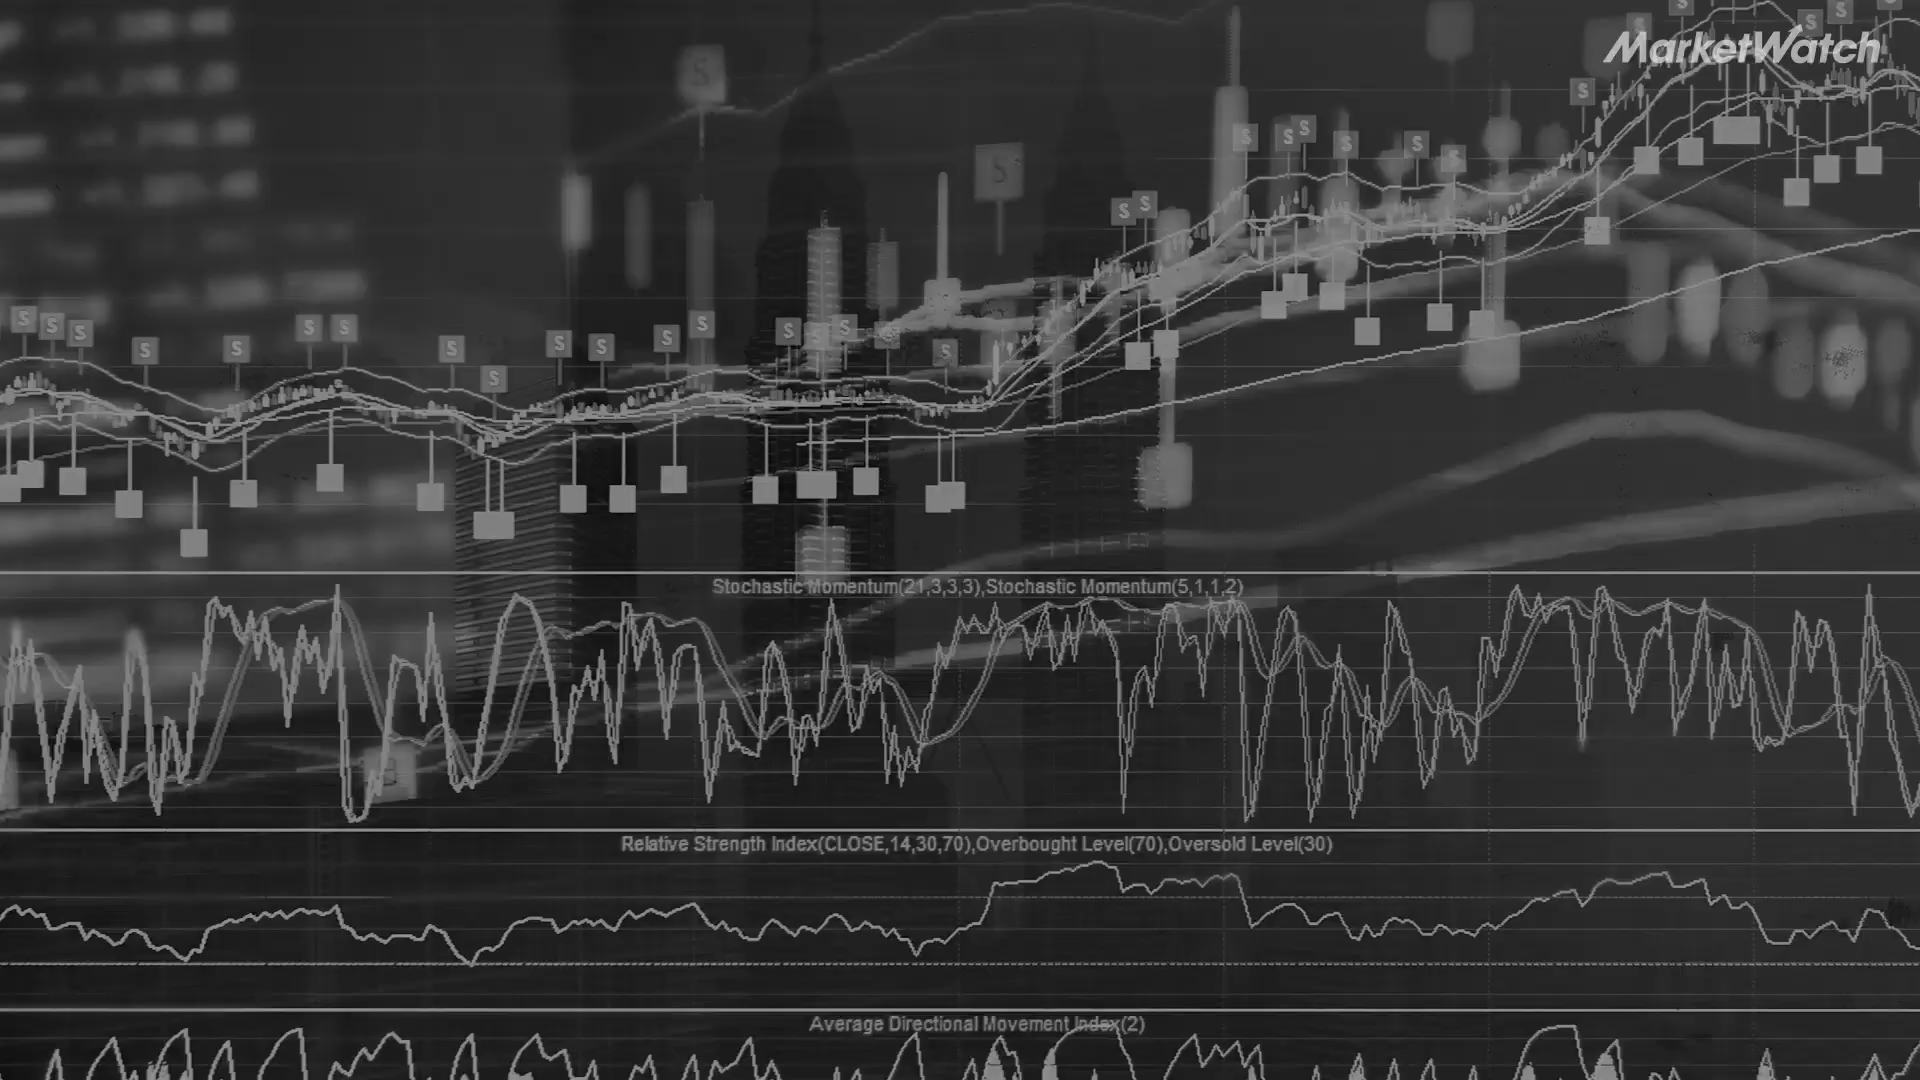 MarketWatch
Stochastic Momentum(21,3,3,3),Stochastic Momentum(5,1,1,2)
Relative Strength Index(CLOSE,14,30,70),Overbought Level(70),Oversold Level(30)
Average Directional Movement Index(2)